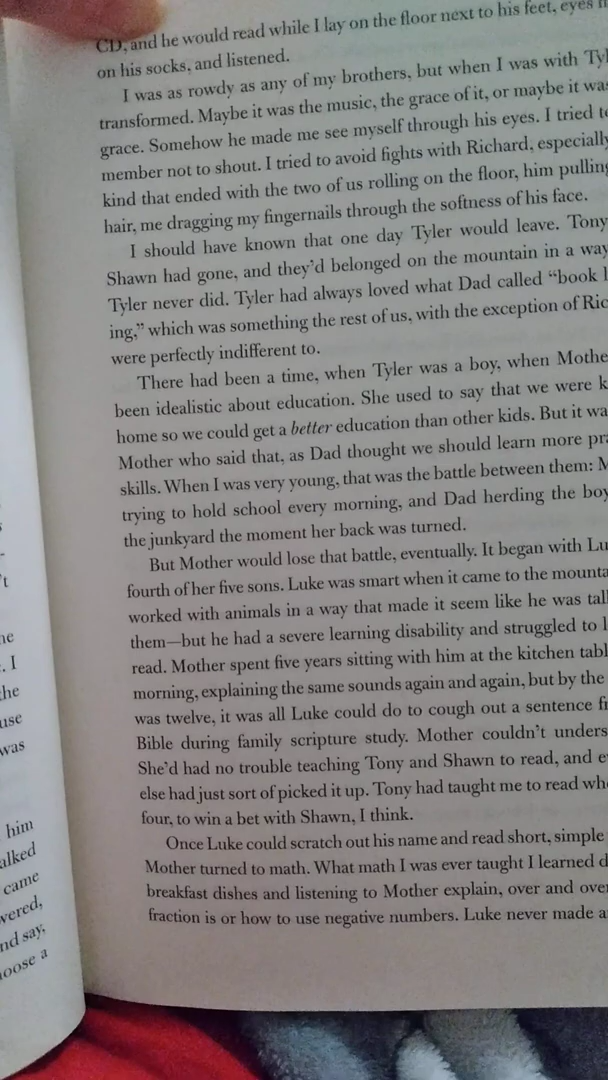 CD, and he would read while I lay on the floor next to his feet, eyes
on his socks, and listened.
I was as rowdy as any of my brothers, but when I was with Tyl
transformed. Maybe it was the music, the grace of it, or maybe it was
grace. Somehow he made me see myself through his eyes. I tried to
member not to shout. I tried to avoid fights with Richard, especially
kind that ended with the two of us rolling on the floor, him pulling
hair, me dragging my fingernails through the softness of his face.
I should have known that one day Tyler would leave. Tony
Shawn had gone, and they’d belonged on the mountain in a way
Tyler never did. Tyler had always loved what Dad called “book l
ing,” which was something the rest of us, with the exception of Ric
were perfectly indifferent to.
There had been a time, when Tyler was a boy, when Mothe
been idealistic about education. She used to say that we were k
home so we could get a better education than other kids. But it wa
Mother who said that, as Dad thought we should learn more pra
skills. When I was very young, that was the battle between them: M
trying to hold school every morning, and Dad herding the boy
the junkyard the moment her back was turned.
But Mother would lose that battle, eventually. It began with Lu
fourth of her five sons. Luke was smart when it came to the mounta
worked with animals in a way that made it seem like he was tal
them—but he had a severe learning disability and struggled to l
read. Mother spent five years sitting with him at the kitchen tabl
morning, explaining the same sounds again and again, but by the
was twelve, it was all Luke could do to cough out a sentence f
Bible during family scripture study. Mother couldn’t unders
She’d had no trouble teaching Tony and Shawn to read, and e
else had just sort of picked it up. Tony had taught me to read whe
four, to win a bet with Shawn, I think.
Once Luke could scratch out his name and read short, simple
Mother turned to math. What math I was ever taught I learned d
breakfast dishes and listening to Mother explain, over and over
fraction is or how to use negative numbers. Luke never made a